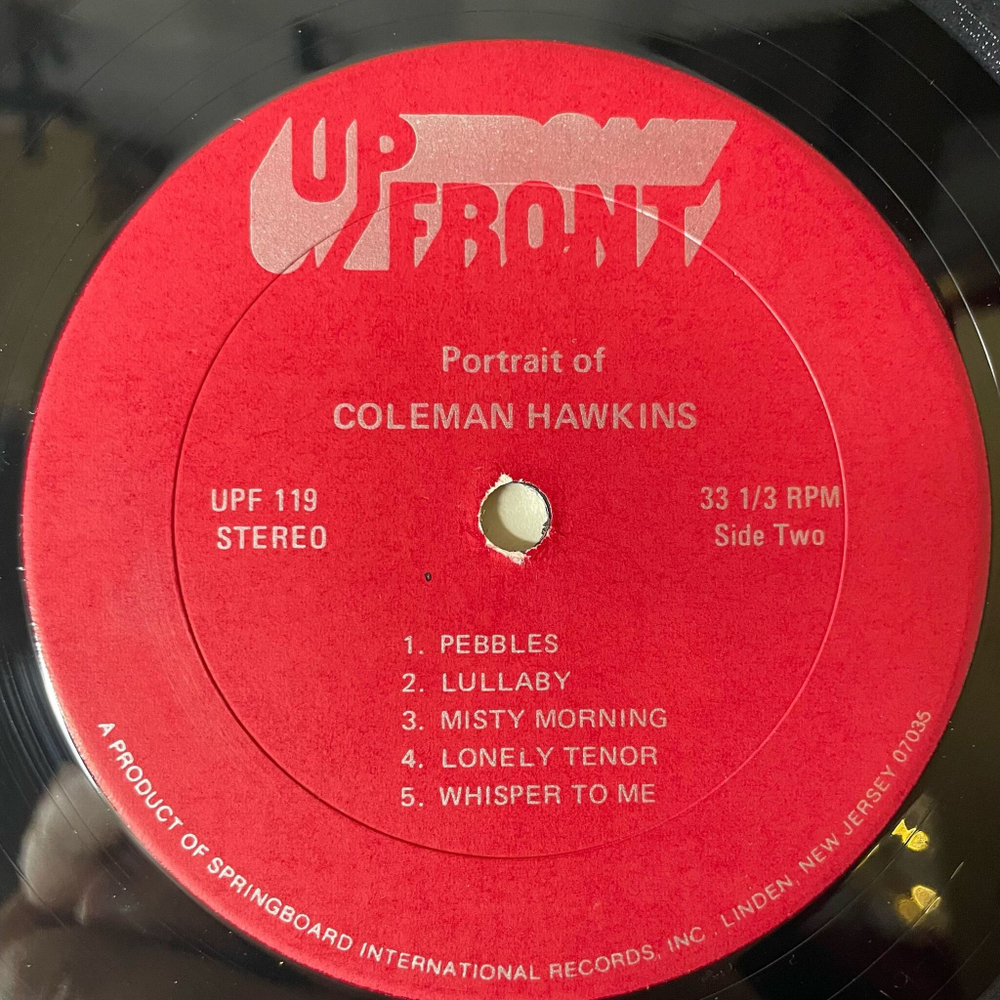 UP
FRONT
Portrait of
COLEMAN HAWKINS
UPF 119
STEREO
33 1/3 RPM
Side Two
1. PEBBLES
2. LULLABY
3. MISTY MORNING
4. LONELY TENOR
5. WHISPER TO ME
A PRODUCT OF SPRINGBOARD INTERNATIONAL RECORDS, INC LINDEN, NEW JERSEY 07035